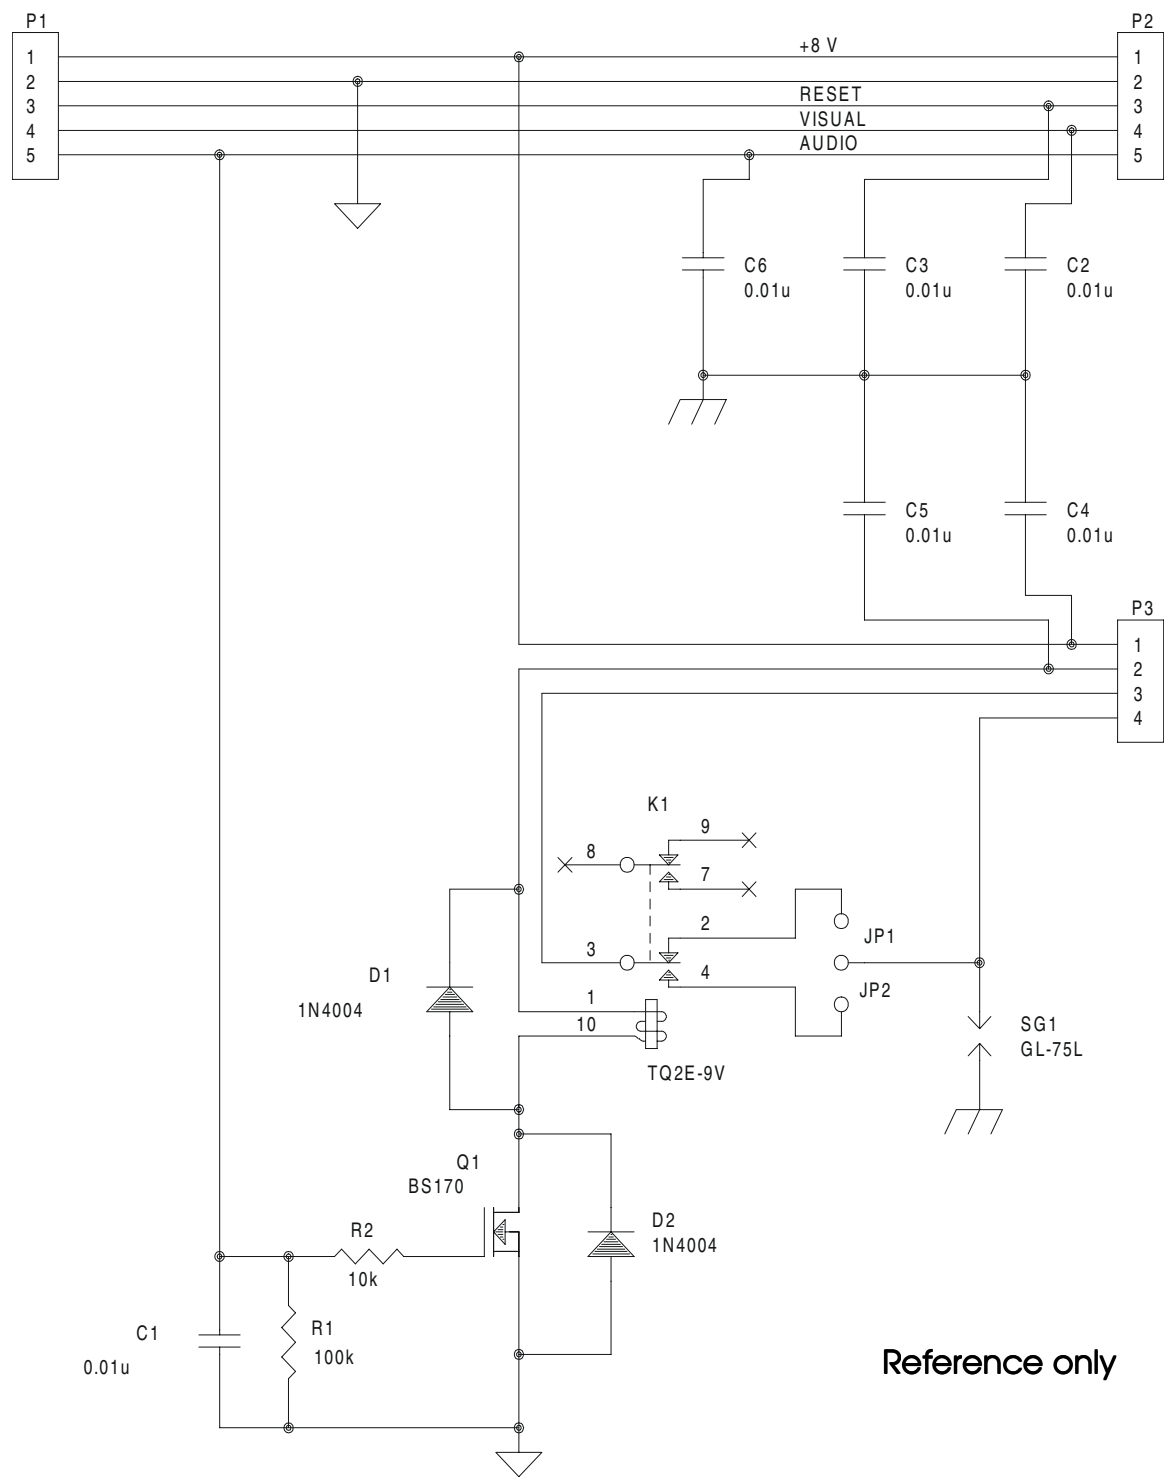 P1
P2
1
+8 V
1
2
2
3
RESET
3
4
VISUAL
4
5
AUDIO
5
C6
0.01u
C3
0.01u
C2
0.01u
C5
0.01u
C4
0.01u
P3
1
2
3
4
K1
9
8
7
2
3
4
JP1
JP2
D1
1N4004
1
10
TQ2E-9V
SG1
GL-75L
Q1
BS170
R2
10k
D2
1N4004
C1
0.01u
R1
100k
Reference only